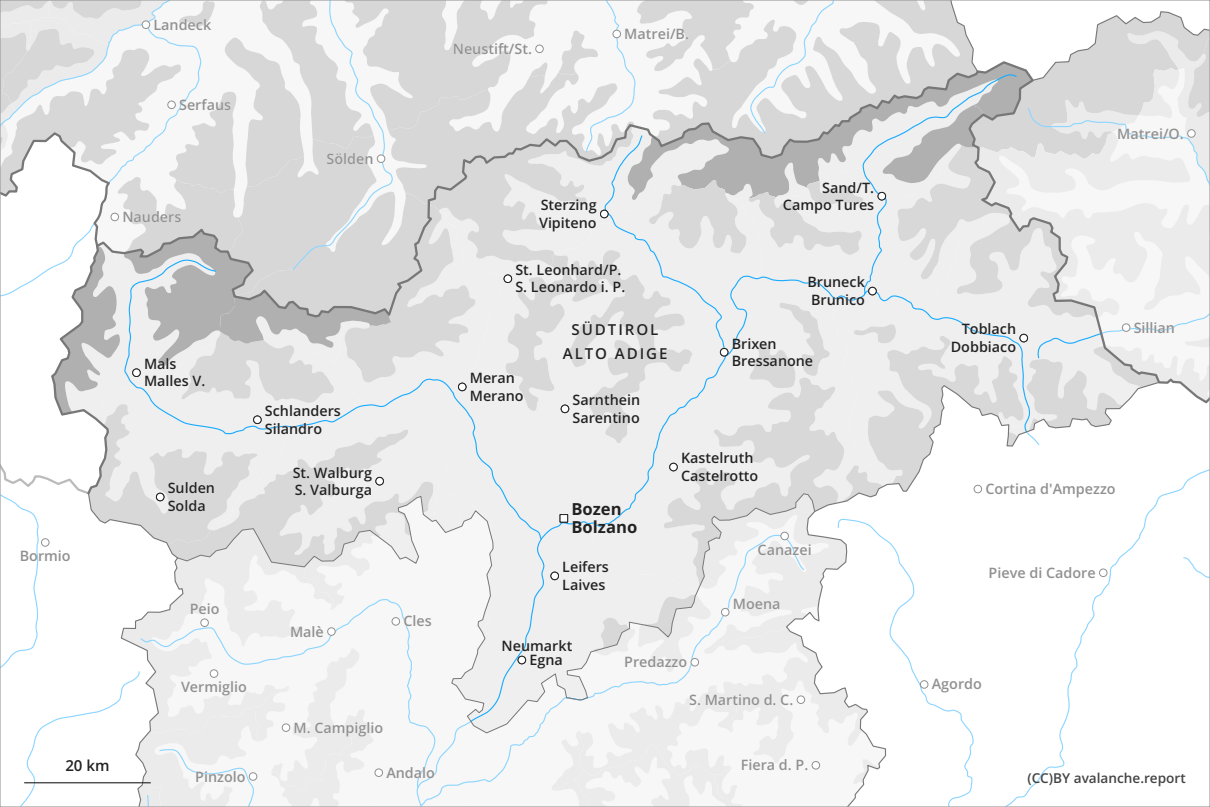 Landeck
Matrei/B.
Neustift/St.
Serfaus
Matrei/O.
Sölden
Sand/T.
Campo Tures
Nauders
Sterzing
Vipiteno
St. Leonhard/P.
S. Leonardo i. P.
Bruneck
Brunico
SÜDTIROL
ALTO ADIGE
Toblach
Dobbiaco
Sillian
Brixen
Bressanone
Mals
Malles V.
Meran
Merano
Schlanders
Silandro
Sarnthein
Sarentino
Kastelruth
Castelrotto
St. Walburg
S. Valburga
Sulden
Solda
Cortina d'Ampezzo
Bozen
Bolzano
Bormio
Canazei
Leifers
Laives
Pieve di Cadore
Peio
Moena
Malè
Cles
Neumarkt
Egna
Predazzo
Vermiglio
Agordo
S. Martino d. C.
M. Campiglio
Fiera d. P.
20 km
Pinzolo
Andalo
(CC)BY avalanche.report